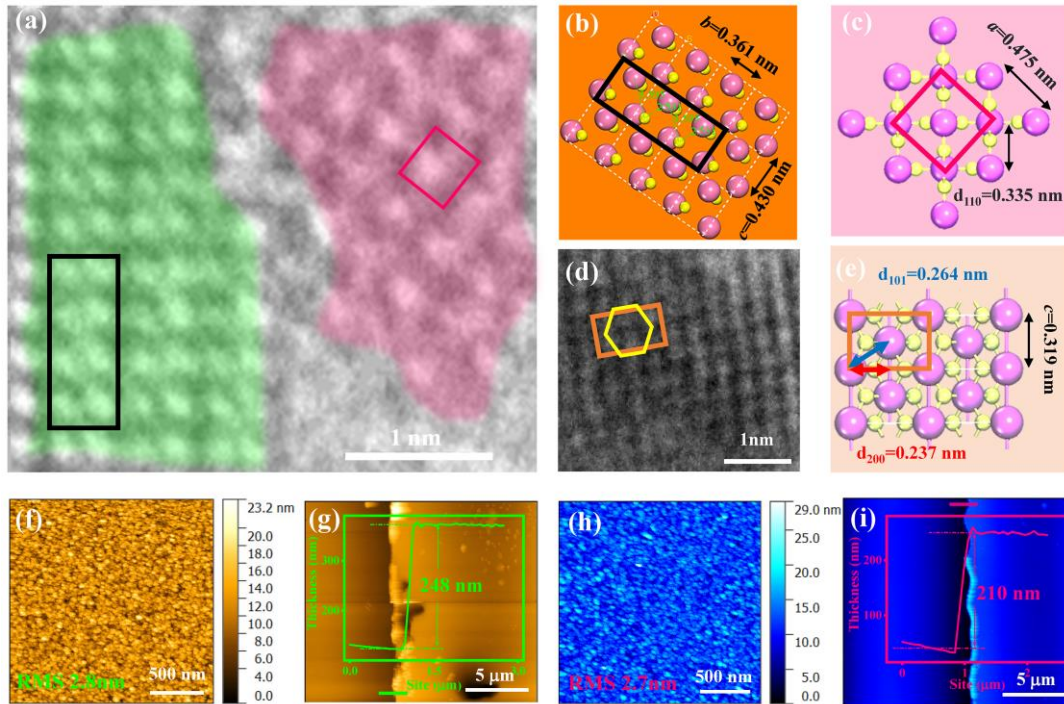 (a)
1 nm
(b)
b=0.361 nm
c=0.430 nm
(c)
a=0.475 nm
d110=0.335 nm
(d)
1nm
(e)
d101=0.264 nm
c=0.319 nm
d200=0.237 nm
(f)
RMS 2.8nm
500 nm
23.2 nm
20.0
18.0
16.0
14.0
12.0
10.0
8.0
6.0
4.0
2.0
0.0
(g)
Thickness (nm)
300
200
248 nm
0.0
Site (μm)
5 μm
(h)
RMS 2.7nm
500 nm
29.0 nm
25.0
20.0
15.0
10.0
5.0
0.0
(i)
Thickness (nm)
200
100
210 nm
0
1
2
Site (μm)
5 μm